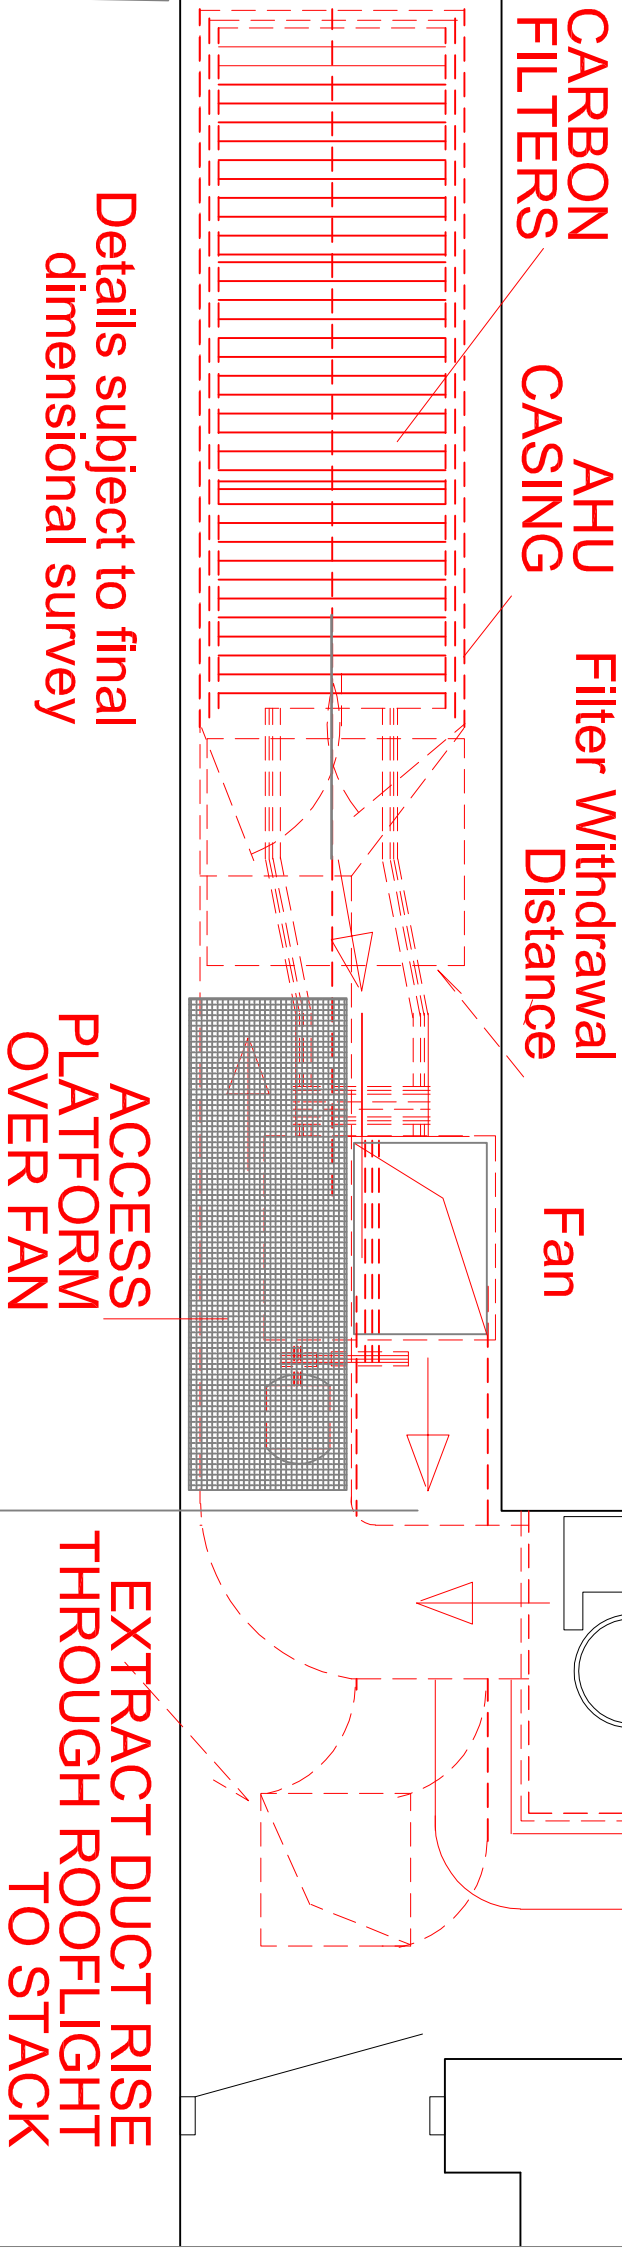 CARBON
FILTERS
AHU
CASING
Filter Withdrawal
Distance
Fan
Details subject to final
dimensional survey
ACCESS
PLATFORM
OVER FAN
EXTRACT DUCT RISE
THROUGH ROOFLIGHT
TO STACK